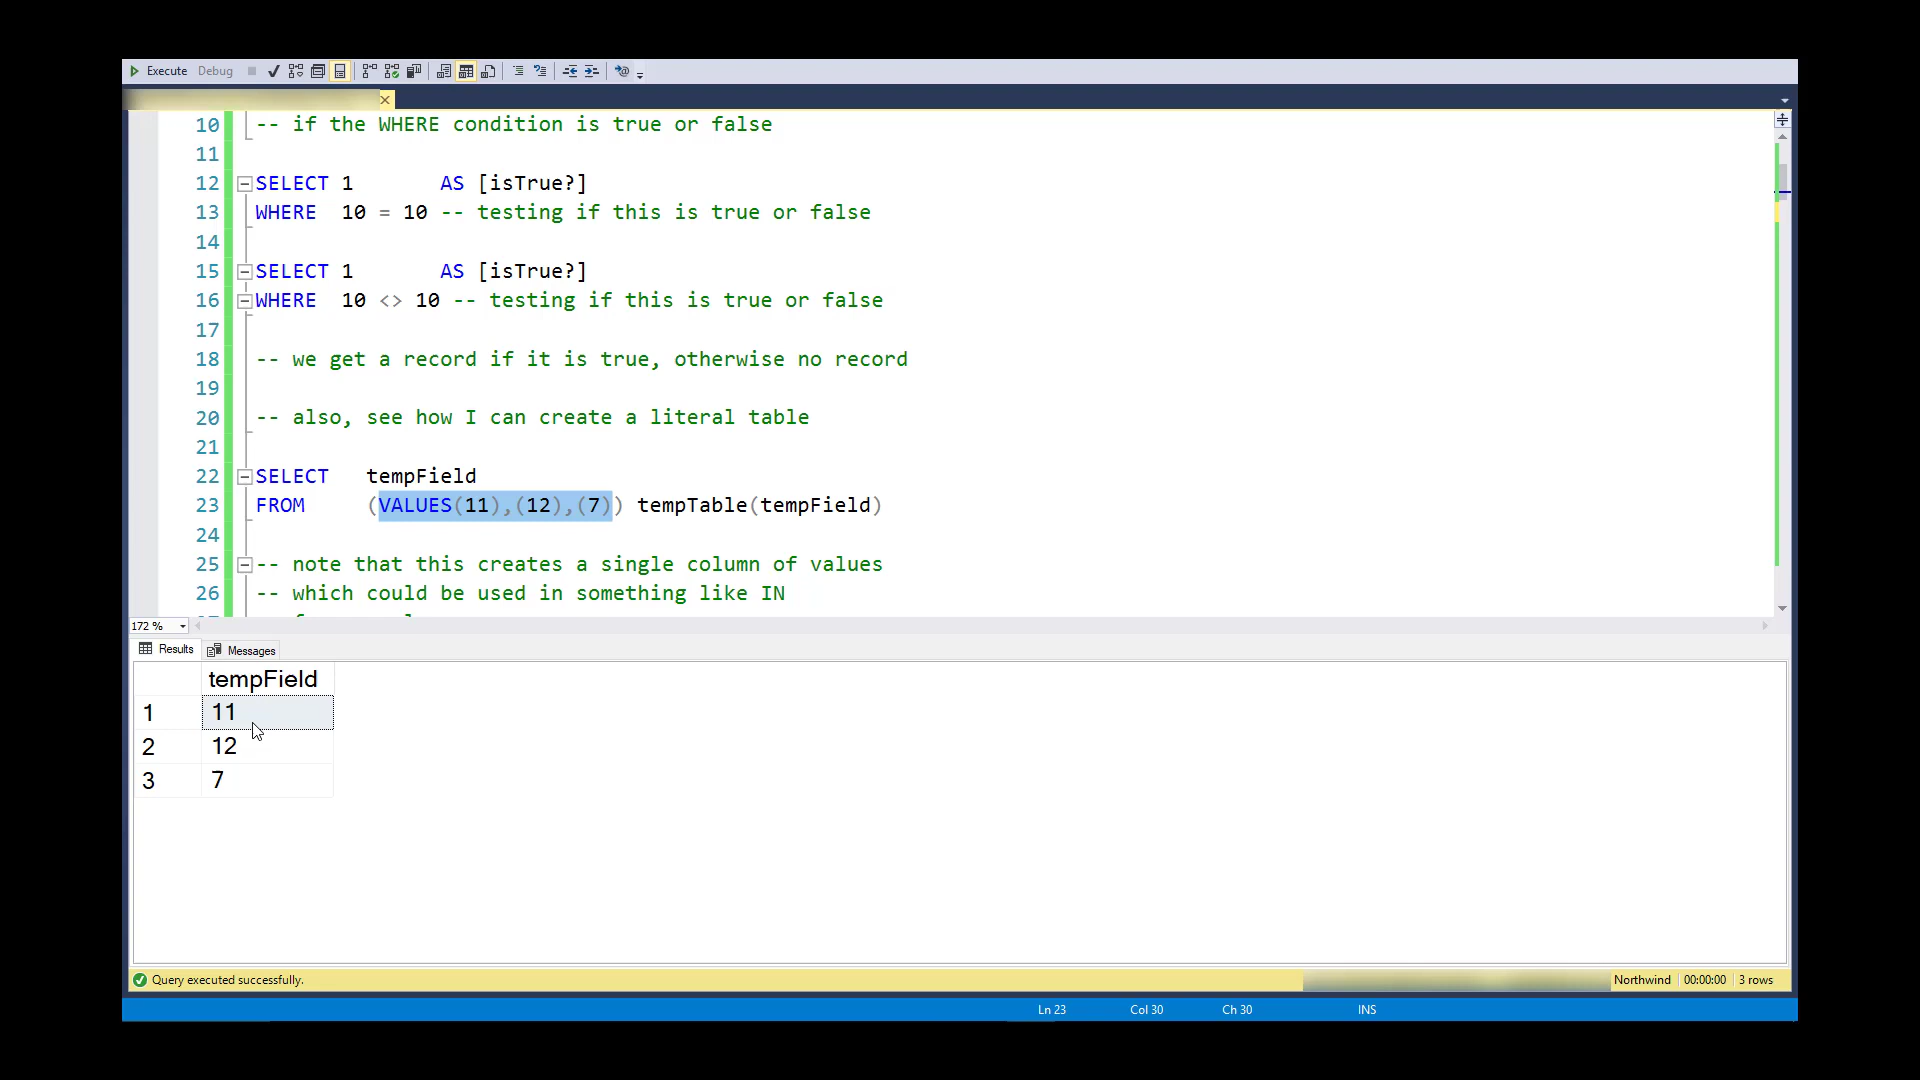 Execute Debug
10 -- if the WHERE condition is true or false
11
12 SELECT 1 AS [isTrue?]
13 WHERE 10 = 10 -- testing if this is true or false
14
15 SELECT 1 AS [isTrue?]
16 WHERE 10 <> 10 -- testing if this is true or false
17
18 -- we get a record if it is true, otherwise no record
19
20 -- also, see how I can create a literal table
21
22 SELECT tempField
23 FROM (VALUES(11),(12),(7)) tempTable(tempField)
24
25 -- note that this creates a single column of values
26 -- which could be used in something like IN
172 %
Results Messages
tempField
1 11
2 12
3 7
Query executed successfully. Northwind 00:00:00 3 rows
Ln 23 Col 30 Ch 30 INS